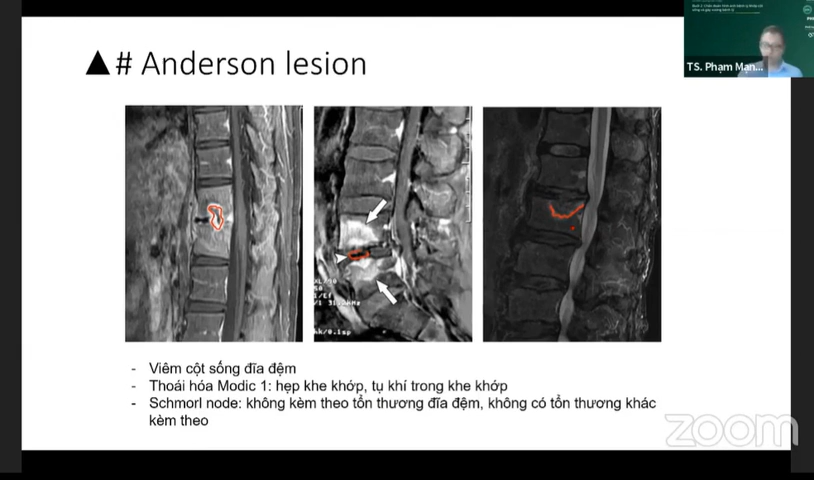 ▲# Anderson lesion
TS. Phạm Mạn...
- Viêm cột sống đĩa đệm
- Thoái hóa Modic 1: hẹp khe khớp, tụ khí trong khe khớp
- Schmorl node: không kèm theo tổn thương đĩa đệm, không có tổn thương khác
kèm theo
zoom